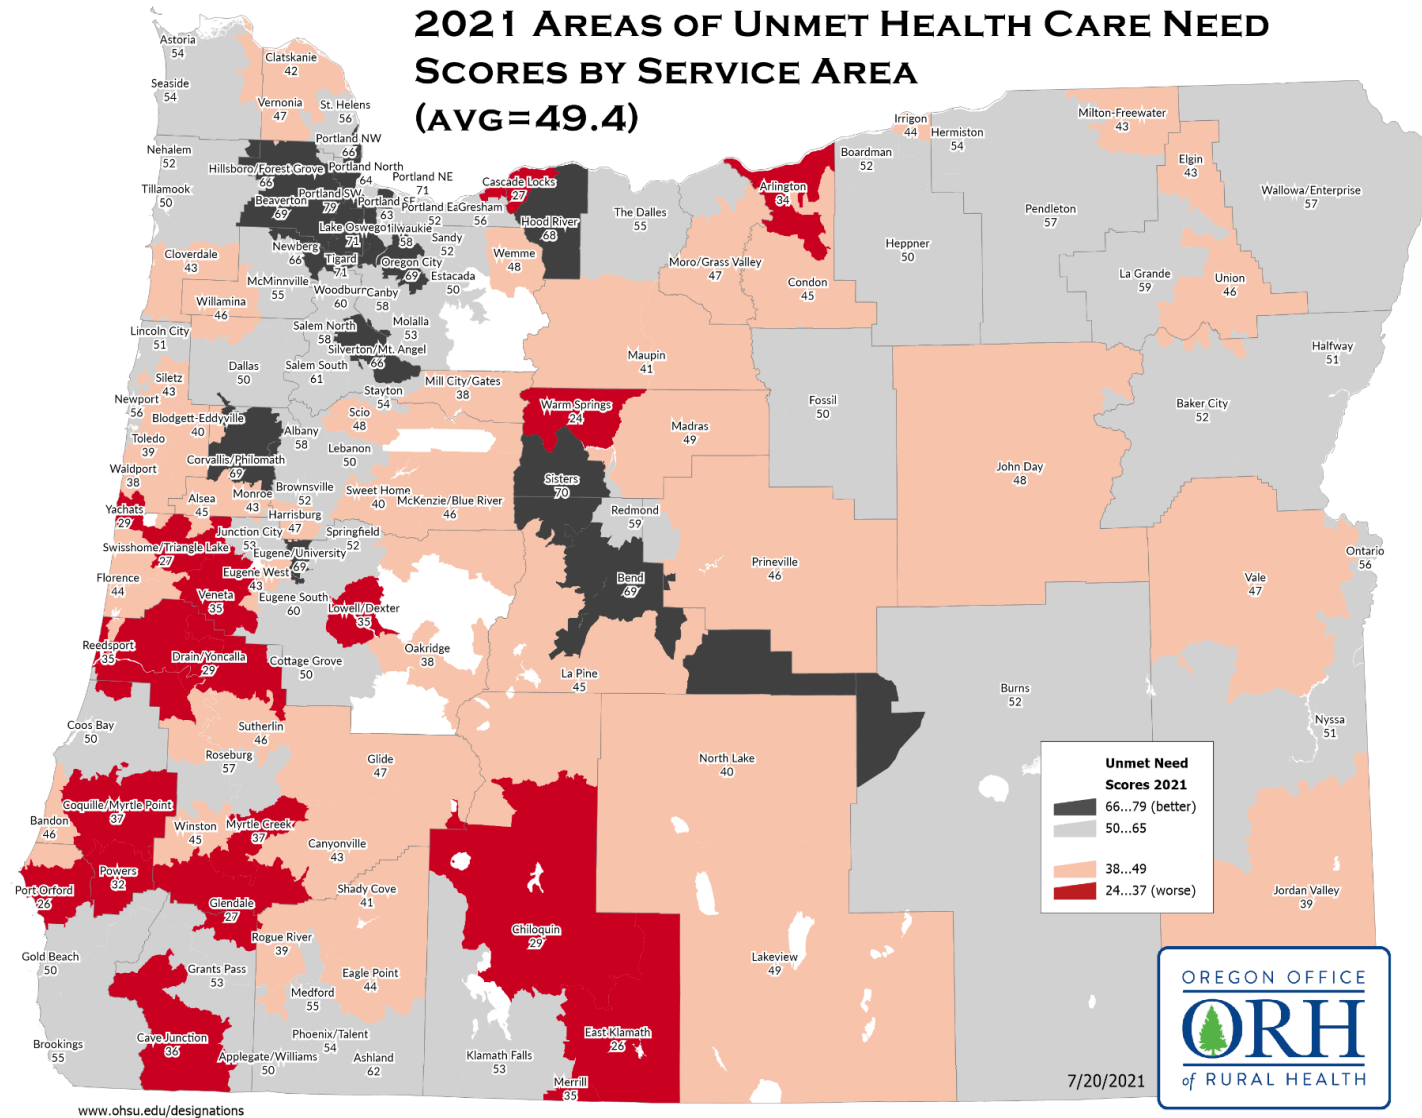 2021 Areas of Unmet Health Care Need
Scores by Service Area
(avg=49.4)
Astoria
54
Seaside
54
Clatskanie
42
Vernonia
47
St. Helens
56
Portland NW
66
Nehalem
52
Tillamook
50
Hillsboro/Forest Grove
66
Portland North
64
Portland NE
71
Beaverton
69
Portland SW
79
Portland SE
63
Portland Ea
52
Gresham
56
Lake Oswego
71
Milwaukie
58
Sandy
52
Newberg
66
Tigard
71
Oregon City
69
Estacada
50
Cascade Locks
27
Hood River
68
The Dalles
55
Wemme
48
Cloverdale
43
McMinnville
55
Woodburn
60
Canby
58
Willamina
46
Molalla
53
Salem North
58
Silverton/Mt. Angel
66
Lincoln City
51
Dallas
50
Salem South
61
Stayton
54
Mill City/Gates
38
Siletz
43
Newport
56
Blodgett-Eddyville
40
Albany
58
Scio
48
Toledo
39
Lebanon
50
Corvallis/Philomath
69
Waldport
38
Brownsville
52
Sweet Home
40
McKenzie/Blue River
46
Alsea
45
Monroe
43
Harrisburg
47
Yachats
29
Junction City
53
Springfield
52
Swisshome/Triangle Lake
27
Eugene/University
69
Eugene West
43
Florence
44
Veneta
35
Eugene South
60
Lowell/Dexter
35
Reedsport
35
Drain/Yoncalla
29
Cottage Grove
50
Oakridge
38
Arlington
34
Moro/Grass Valley
47
Condon
45
Maupin
41
Warm Springs
24
Madras
49
Sisters
70
Redmond
59
Bend
69
Prineville
46
La Pine
45
Irrigon
44
Boardman
52
Hermiston
54
Milton-Freewater
43
Elgin
43
Wallowa/Enterprise
57
Pendleton
57
Heppner
50
La Grande
59
Union
46
Halfway
51
Fossil
50
Baker City
52
John Day
48
Ontario
56
Vale
47
Burns
52
Nyssa
51
Jordan Valley
39
Coos Bay
50
Sutherlin
46
Roseburg
57
Glide
47
North Lake
40
Coquille/Myrtle Point
37
Bandon
46
Winston
45
Myrtle Creek
37
Canyonville
43
Powers
32
Port Orford
26
Glendale
27
Shady Cove
41
Rogue River
39
Chiloquin
29
Lakeview
49
Gold Beach
50
Grants Pass
53
Eagle Point
44
Medford
55
Brookings
55
Cave Junction
36
Applegate/Williams
50
Phoenix/Talent
54
Ashland
62
Klamath Falls
53
East Klamath
26
Merrill
35
Unmet Need
Scores 2021
66...79 (better)
50...65
38...49
24...37 (worse)
OREGON OFFICE
ORH
of RURAL HEALTH
7/20/2021
www.ohsu.edu/designations